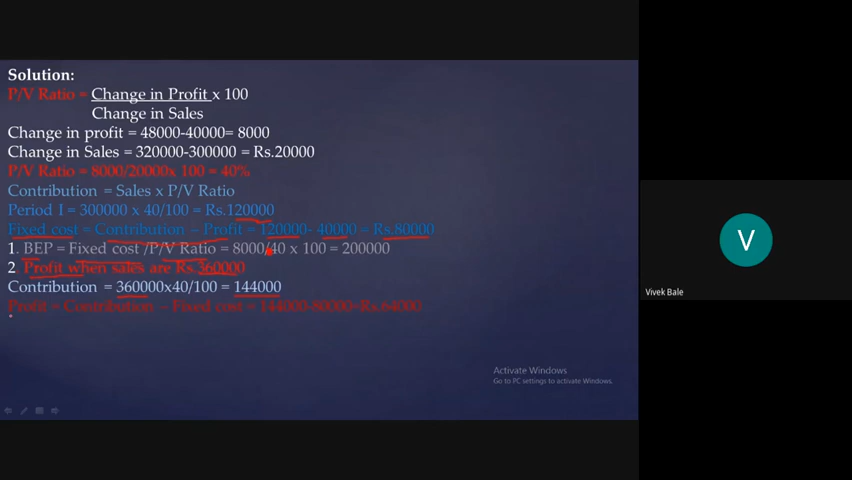 Solution:
P/V Ratio = Change in Profit x 100
Change in Sales
Change in profit = 48000-40000= 8000
Change in Sales = 320000-300000 = Rs.20000
P/V Ratio = 8000/20000x 100 = 40%
Contribution = Sales x P/V Ratio
Period I = 300000 x 40/100 = Rs.120000
Fixed cost = Contribution – Profit = 120000- 40000 = Rs.80000
1. BEP = Fixed cost /P/V Ratio = 8000/40 x 100 = 200000
2. Profit when sales are Rs.360000
Contribution = 360000x40/100 = 144000
Profit = Contribution – Fixed cost = 144000-80000=Rs.64000
Activate Windows
Go to PC settings to activate Windows.
V
Vivek Bale